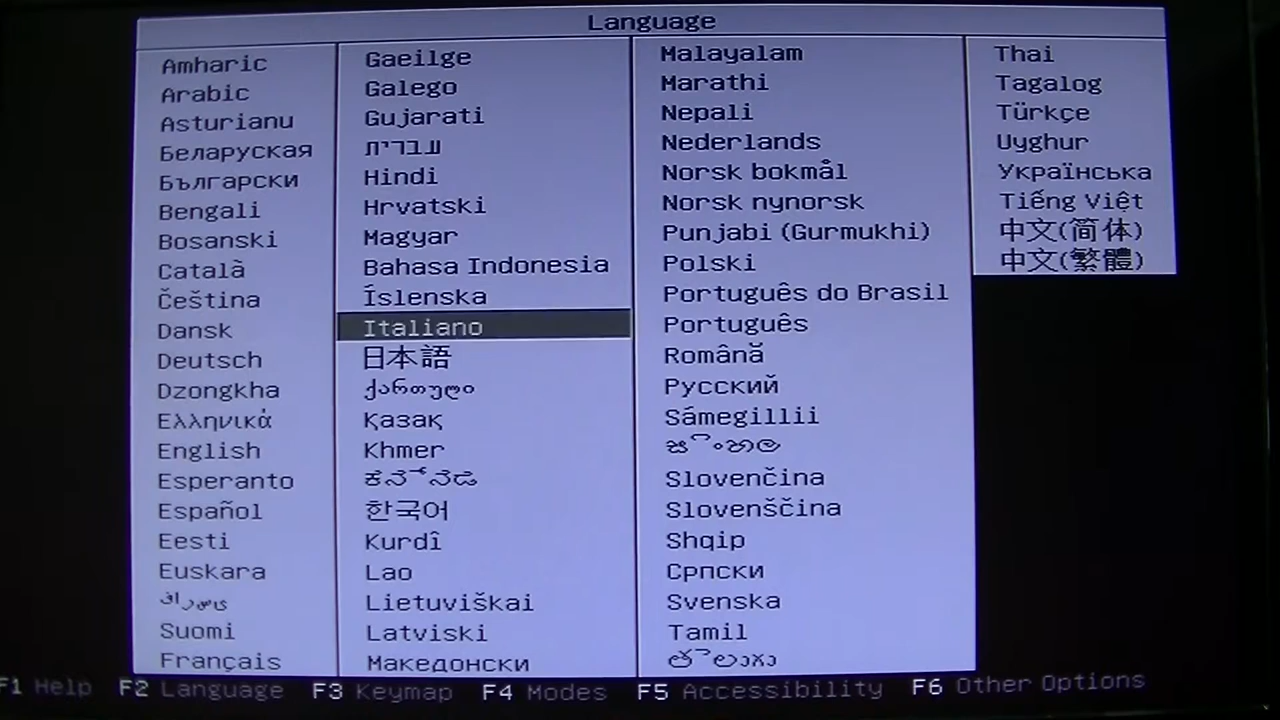 Language
Amharic
Arabic
Asturianu
Беларуская
Български
Bengali
Bosanski
Català
Čeština
Dansk
Deutsch
Dzongkha
Ελληνικά
English
Esperanto
Español
Eesti
Euskara
Suomi
Français
Gaeilge
Galego
Gujarati
עברית
Hindi
Hrvatski
Magyar
Bahasa Indonesia
Íslenska
Italiano
日本語
ქართული
Қазақ
Khmer
ಕನ್ನಡ
한국어
Kurdî
Lao
Lietuviškai
Latviski
Македонски
Malayalam
Marathi
Nepali
Nederlands
Norsk bokmål
Norsk nynorsk
Punjabi (Gurmukhi)
Polski
Português do Brasil
Português
Română
Русский
Sámegillii
සිංහල
Slovenčina
Slovenščina
Shqip
Српски
Svenska
Tamil
తెలుగు
Thai
Tagalog
Türkçe
Uyghur
Українська
Tiếng Việt
中文(简体)
中文(繁體)
F1 Help F2 Language F3 Keymap F4 Modes F5 Accessibility F6 Other Options